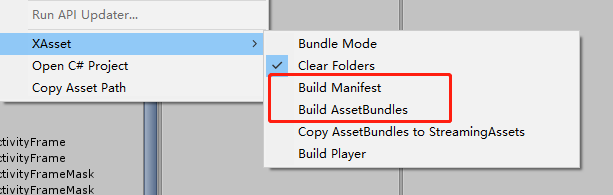 Run API Updater...
XAsset
Open C# Project
Copy Asset Path
Bundle Mode
Clear Folders
Build Manifest
Build AssetBundles
Copy AssetBundles to StreamingAssets
Build Player
ctivityFrame
ctivityFrame
ctivityFrameMask
ctivityFrameMask